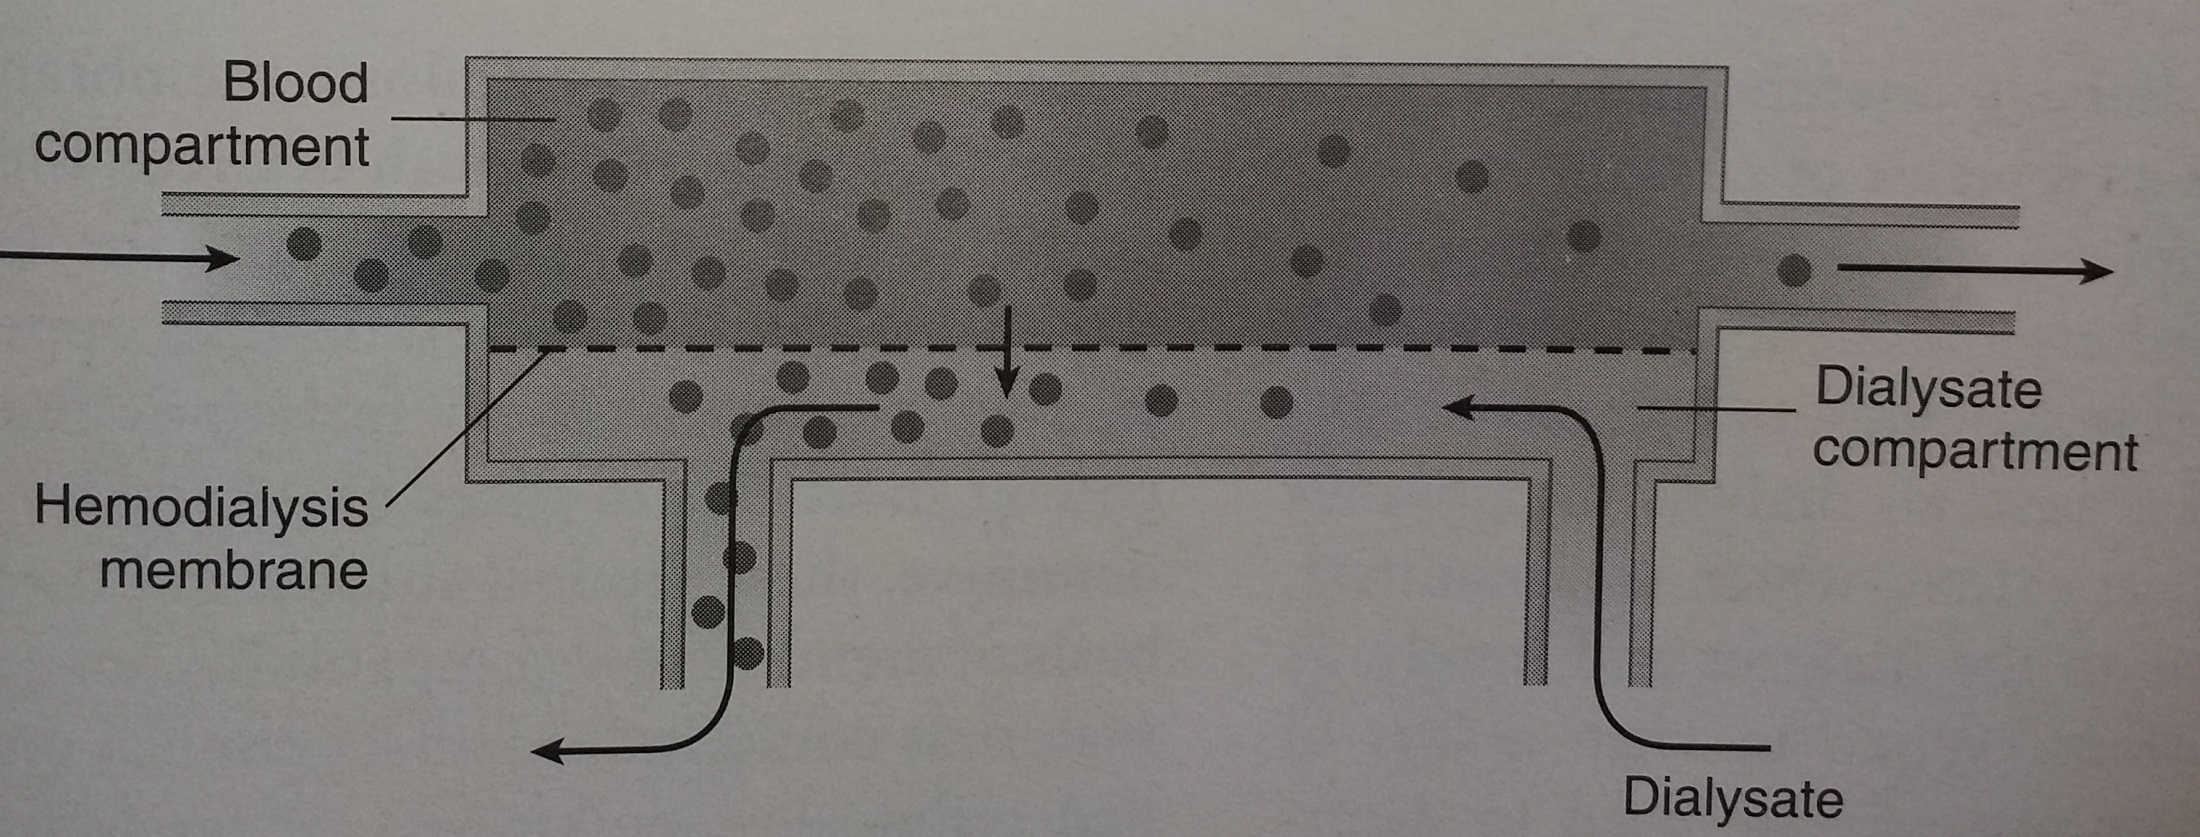 Blood
compartment
Hemodialysis
membrane
Dialysate
compartment
Dialysate